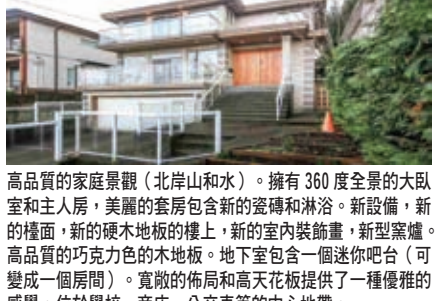 高品質的家庭景觀（北岸山和水）。擁有 360 度全景的大臥
室和主人房，美麗的套房包含新的瓷磚和淋浴。新設備，新
的檯面，新的硬木地板的樓上，新的室內裝飾畫，新型窯爐。
高品質的巧克力色的木地板。地下室包含一個迷你吧台（可
變成一個房間）。寬敞的佈局和高天花板提供了一種優雅的